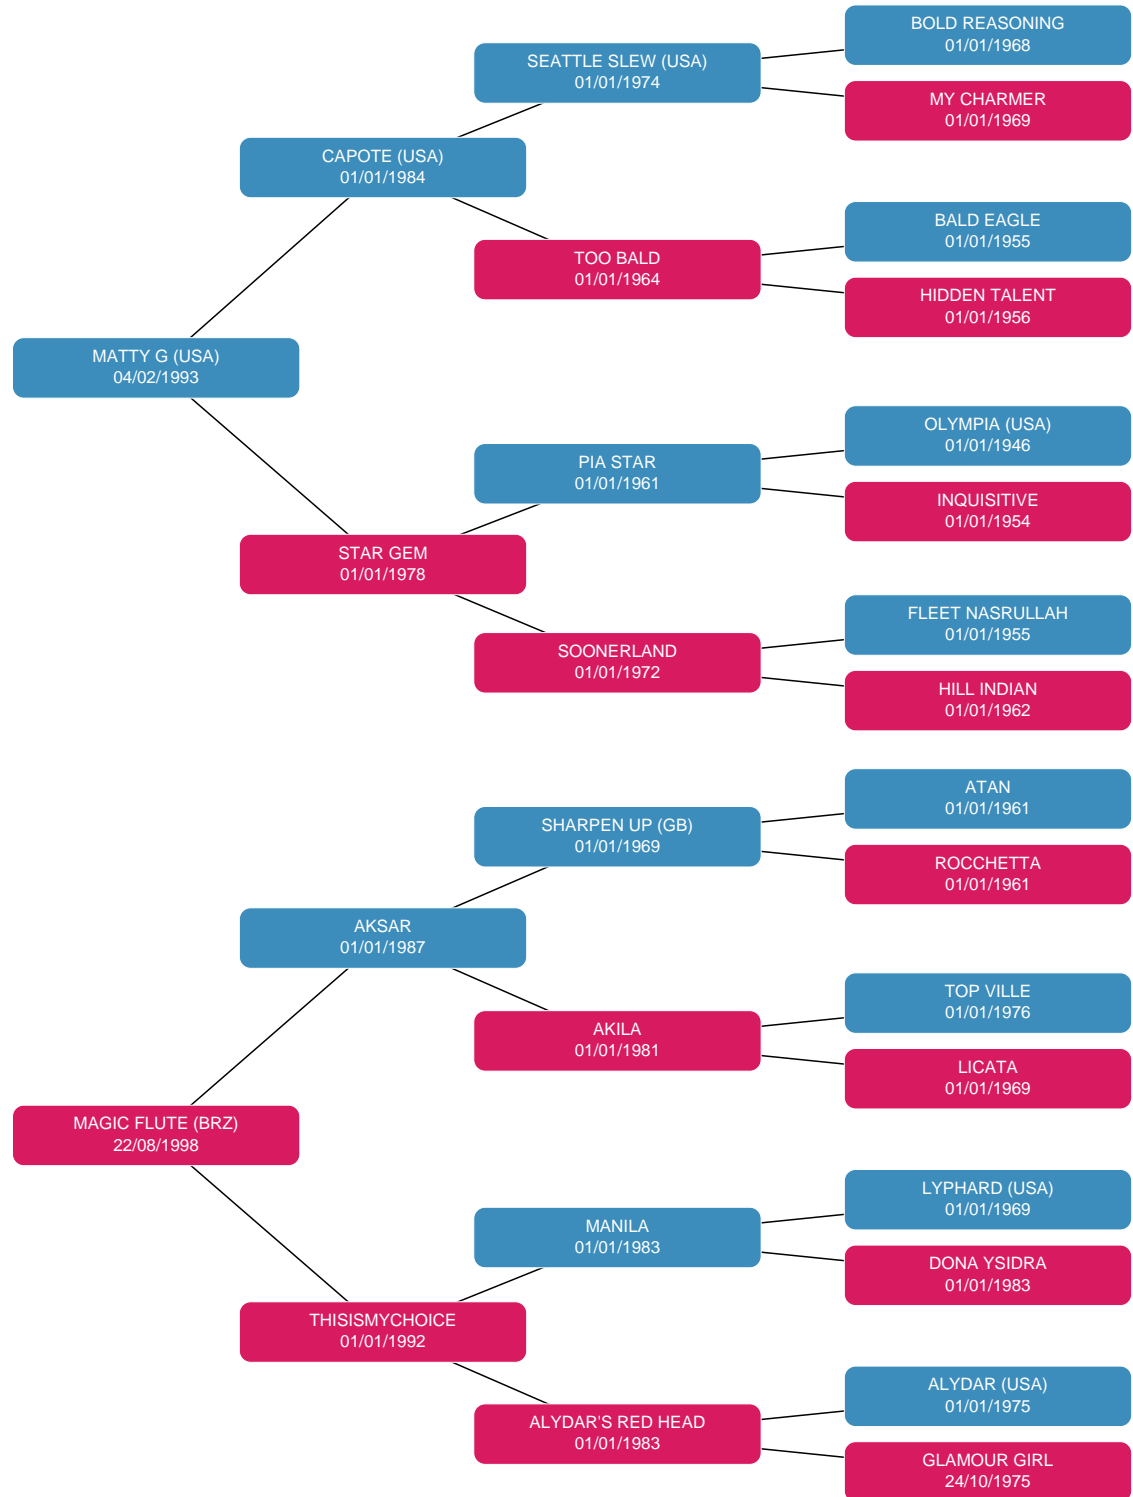 BOLD REASONING
01/01/1968
SEATTLE SLEW (USA)
01/01/1974
MY CHARMER
01/01/1969
CAPOTE (USA)
01/01/1984
BALD EAGLE
01/01/1955
TOO BALD
01/01/1964
HIDDEN TALENT
01/01/1956
MATTY G (USA)
04/02/1993
OLYMPIA (USA)
01/01/1946
PIA STAR
01/01/1961
INQUISITIVE
01/01/1954
STAR GEM
01/01/1978
FLEET NASRULLAH
01/01/1955
SOONERLAND
01/01/1972
HILL INDIAN
01/01/1962
ATAN
01/01/1961
SHARPEN UP (GB)
01/01/1969
ROCCHETTA
01/01/1961
AKSAR
01/01/1987
TOP VILLE
01/01/1976
AKILA
01/01/1981
LICATA
01/01/1969
MAGIC FLUTE (BRZ)
22/08/1998
LYPHARD (USA)
01/01/1969
MANILA
01/01/1983
DONA YSIDRA
01/01/1983
THISISMYCHOICE
01/01/1992
ALYDAR (USA)
01/01/1975
ALYDAR'S RED HEAD
01/01/1983
GLAMOUR GIRL
24/10/1975